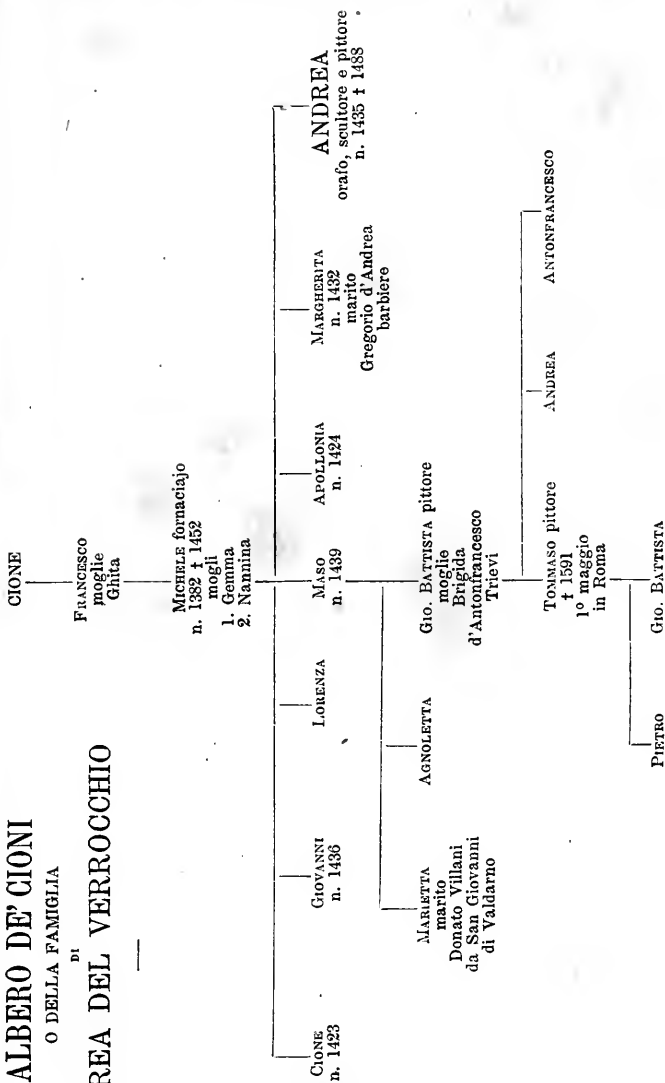 ALBERO DE' CIONI
O DELLA FAMIGLIA
DI
REA DEL VERROCCHIO
CIONE
FRANCESCO
moglie
Ghita
MICHELE fornaciajo
n. 1382 † 1452
mogli
1. Gemma
2. Nannina
CIONE
n. 1423
GIOVANNI
n. 1436
LORENZA
MASO
n. 1439
APOLLONIA
n. 1424
MARGHERITA
n. 1432
marito
Gregorio d'Andrea
barbiere
ANDREA
orafo, scultore e pittore
n. 1435 † 1488
MARIETTA
marito
Donato Villani
da San Giovanni
di Valdarno
AGNOLETTA
GIO. BATTISTA pittore
moglie
Brigida
d'Antonfrancesco
Trievi
TOMMASO pittore
† 1591
1º maggio
in Roma
ANDREA
ANTONFRANCESCO
PIETRO
GIO. BATTISTA